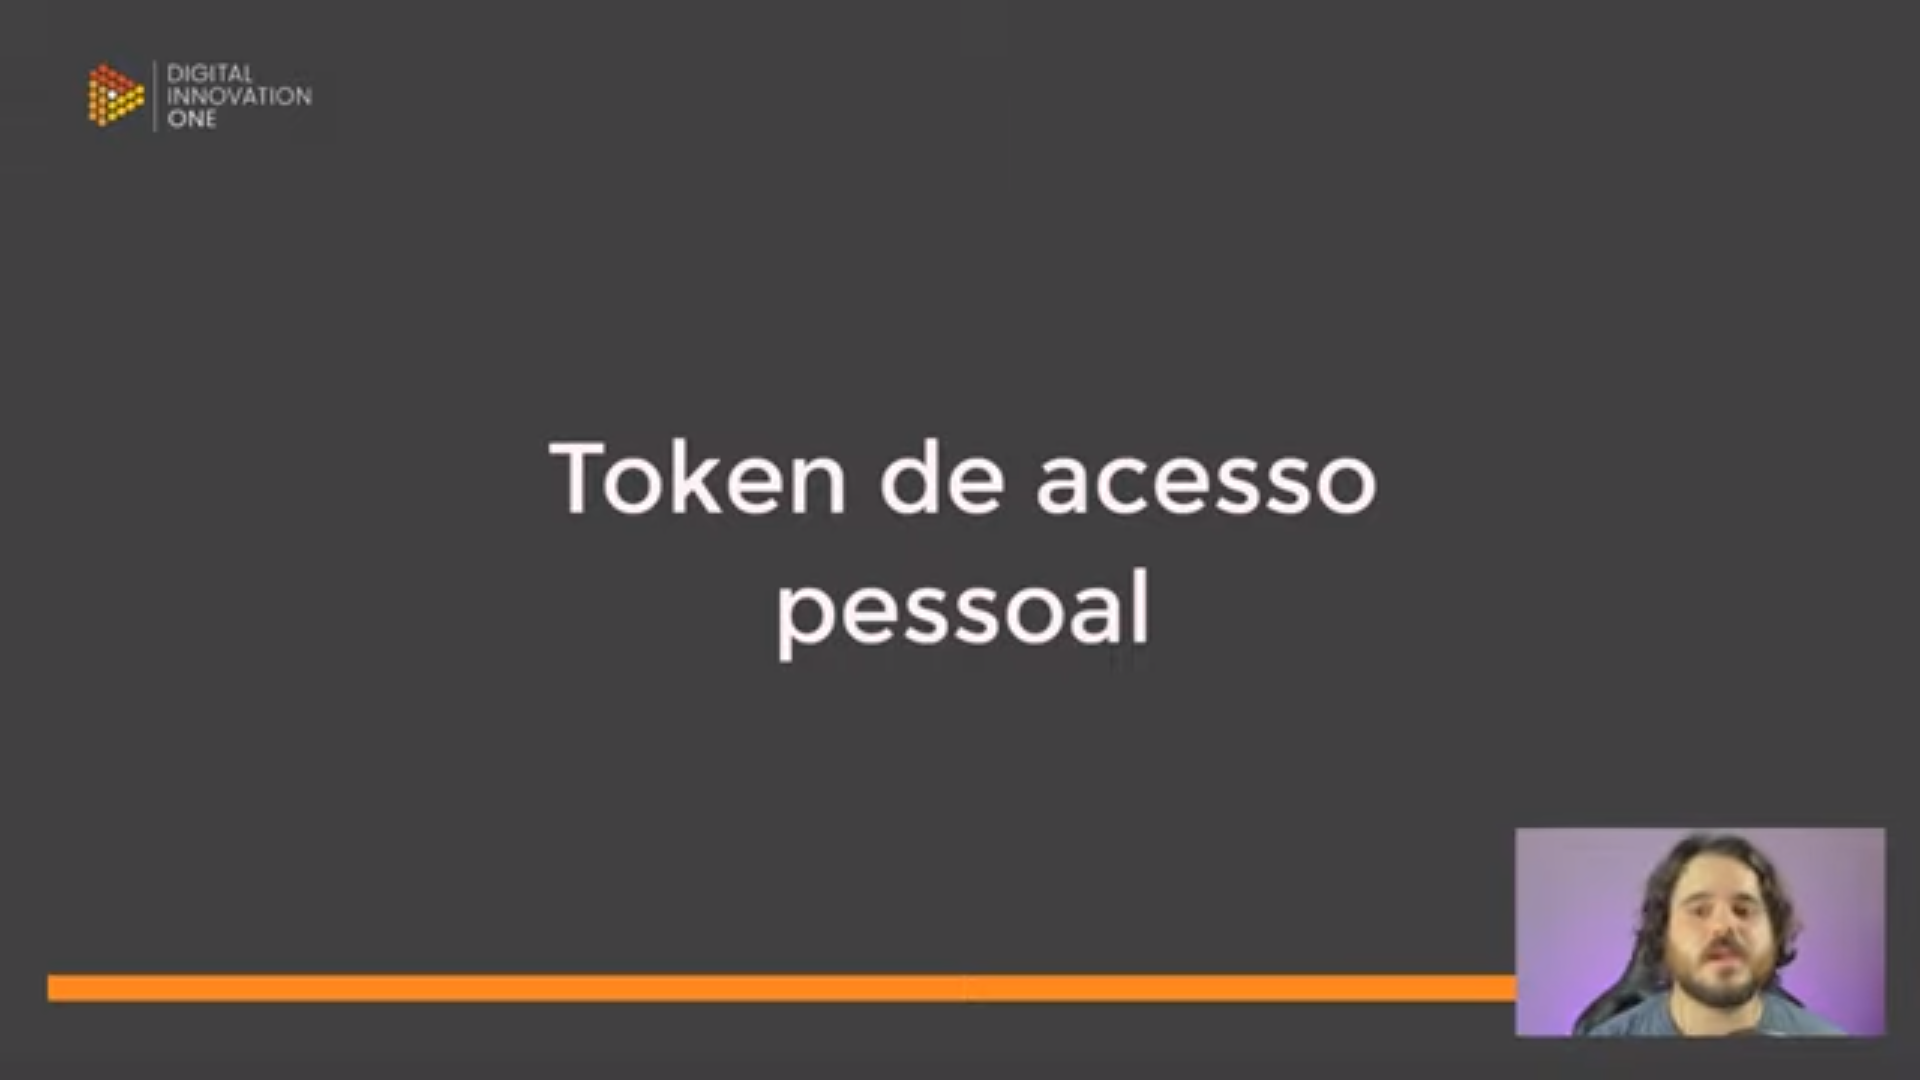 DIGITAL
INNOVATION
ONE
Token de acesso
pessoal